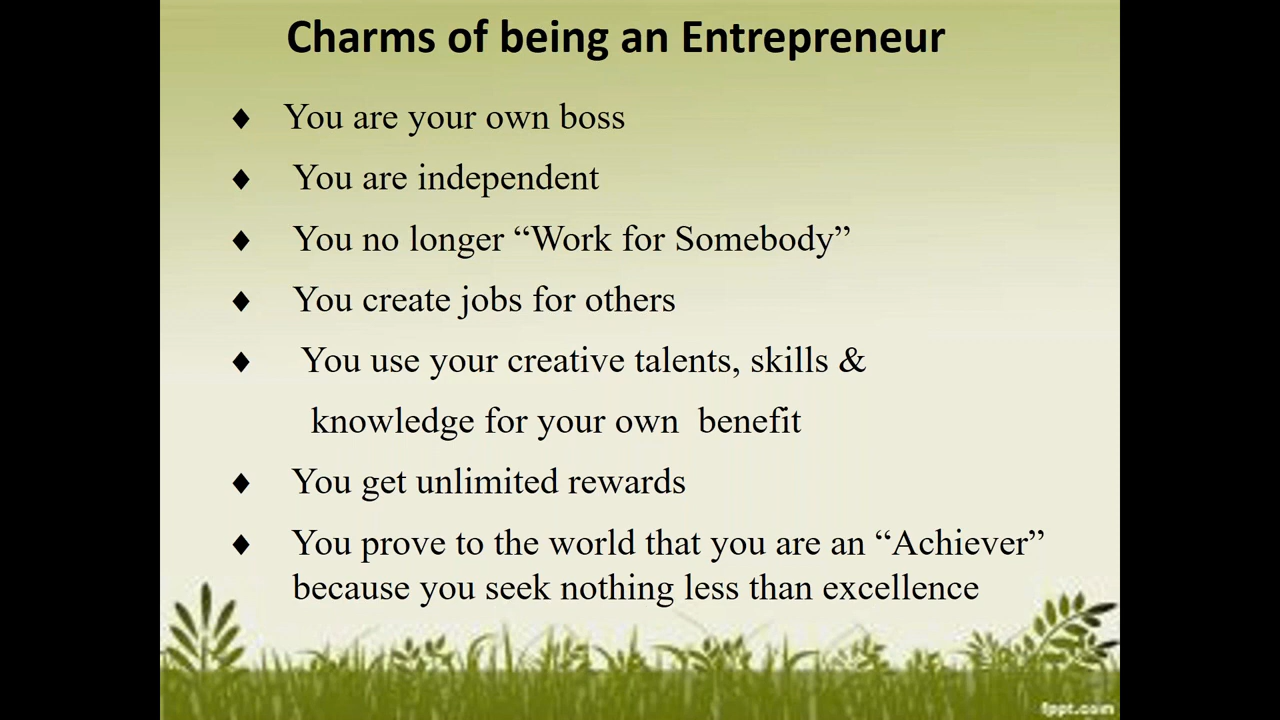 Charms of being an Entrepreneur
♦ You are your own boss
♦ You are independent
♦ You no longer “Work for Somebody”
♦ You create jobs for others
♦ You use your creative talents, skills &
knowledge for your own benefit
♦ You get unlimited rewards
♦ You prove to the world that you are an “Achiever”
because you seek nothing less than excellence
fppt.com